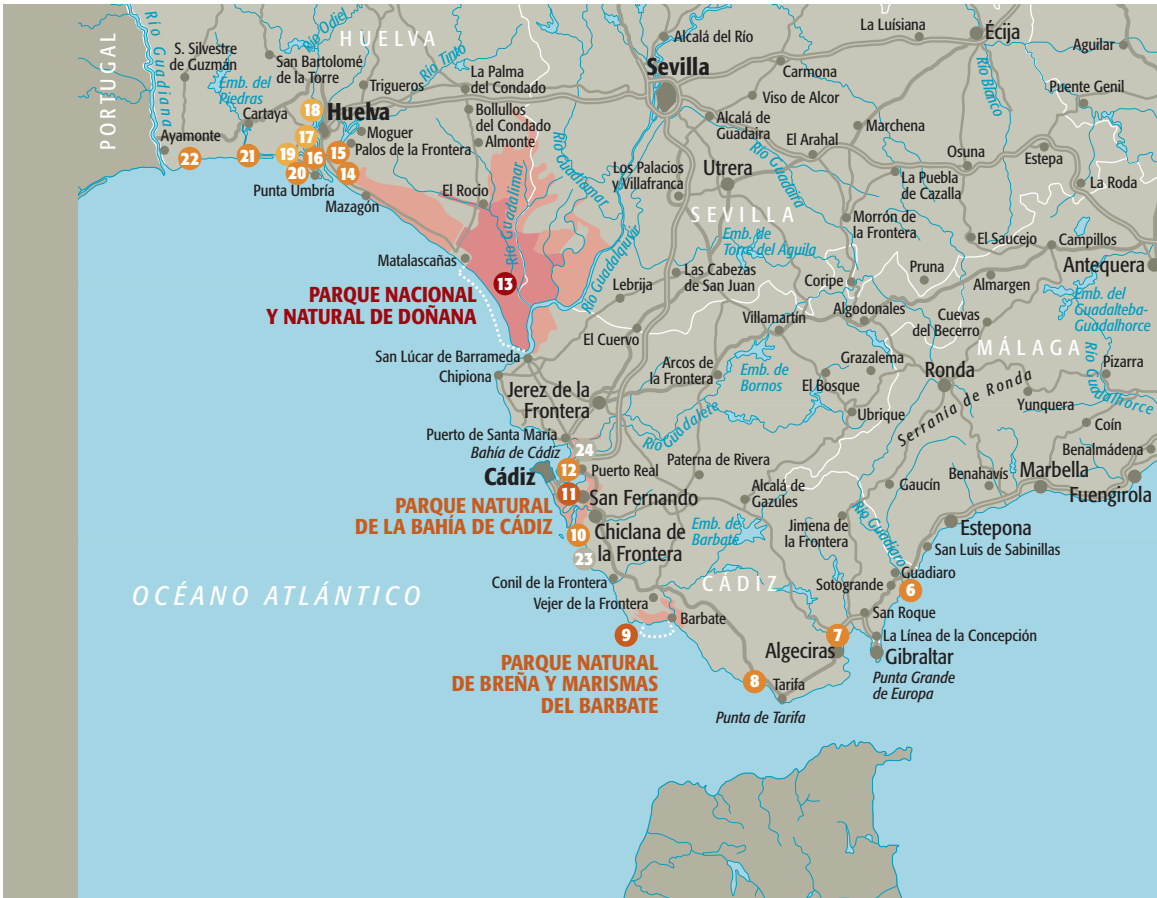 PORTUGAL
Río Guadiana
S. Silvestre
de Guzmán
Río Odiel
HUELVA
San Bartolomé
de la Torre
Emb. del
Piedras
Cartaya
Ayamonte
Trigueros
Río Tinto
La Palma
del Condado
Bollullos
del Condado
Almonte
18
Huelva
17
Moguer
Palos de la Frontera
22
21
19
16
15
20
14
Punta Umbría
Mazagón
El Rocio
Río Guadalimar
Río Guadiamar
Río Guadalquivir
Matalascañas
13
PARQUE NACIONAL
Y NATURAL DE DOÑANA
Alcalá del Río
Sevilla
La Luísiana
Écija
Aguilar
Carmona
Río Blanco
Puente Genil
Viso de Alcor
Alcalá de
Guadaira
Marchena
El Arahal
Río Guadaira
Osuna
Estepa
Los Palacios
y Villafranca
Utrera
La Puebla
de Cazalla
La Roda
SEVILLA
Morrón de
la Frontera
Emb. de
Torre del Aguila
El Saucejo
Campillos
Antequera
Las Cabezas
de San Juan
Lebrija
Coripe
Pruna
Almargen
Emb. del
Guadalteba-
Guadalhorce
Villamartín
Algodonales
Cuevas
del Becerro
El Cuervo
MÁLAGA
San Lúcar de Barrameda
Chipiona
Arcos de
la Frontera
Emb. de
Bornos
Grazalema
El Bosque
Ronda
Río Guadalhorce
Pizarra
Jerez de la
Frontera
Ubrique
Serranía de Ronda
Yunquera
Río Guadalete
Coín
Puerto de Santa María
Bahía de Cádiz
24
Benalmádena
Cádiz
12
Puerto Real
Paterna de Rivera
11
San Fernando
Alcalá de
Gazules
Gaucín
Benahavís
Marbella
Fuengirola
PARQUE NATURAL
DE LA BAHÍA DE CÁDIZ
10
Chiclana de
la Frontera
Emb. de
Barbate
Jimena de
la Frontera
Río Guadiaro
Estepona
23
San Luis de Sabinillas
OCÉANO ATLÁNTICO
Conil de la Frontera
CÁDIZ
Sotogrande
Guadiaro
6
Vejer de la Frontera
Barbate
San Roque
9
7
La Línea de la Concepción
Algeciras
Gibraltar
PARQUE NATURAL
DE BREÑA Y MARISMAS
DEL BARBATE
8
Tarifa
Punta Grande
de Europa
Punta de Tarifa